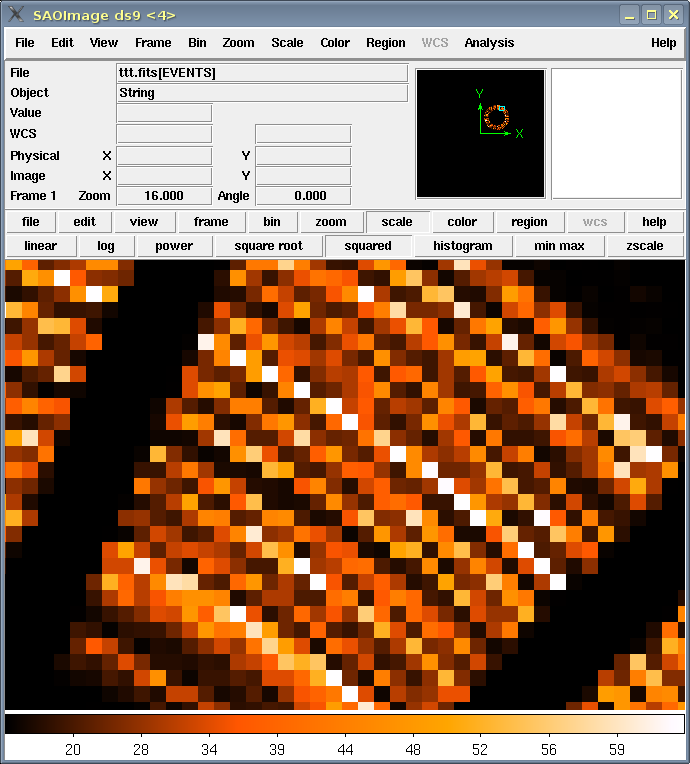 SAOImage ds9 <4>
File Edit View Frame Bin Zoom Scale Color Region WCS Analysis Help
File ttt.fits[EVENTS]
Object String
Value
WCS
Physical X Y
Image X Y
Frame 1 Zoom 16.000 Angle 0.000
Y
X
file edit view frame bin zoom scale color region wcs help
linear log power square root squared histogram min max zscale
20 28 34 39 44 48 52 56 59